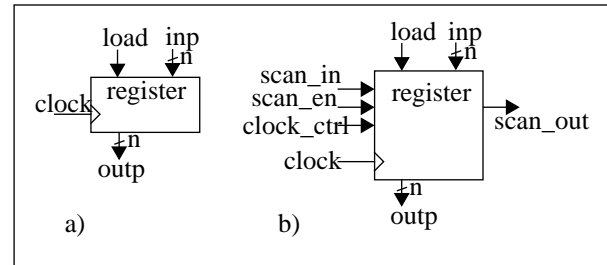 load inp
n
register
clock
n
outp
a)
load inp
n
scan_in
scan_en
clock_ctrl
clock
register
scan_out
n
outp
b)